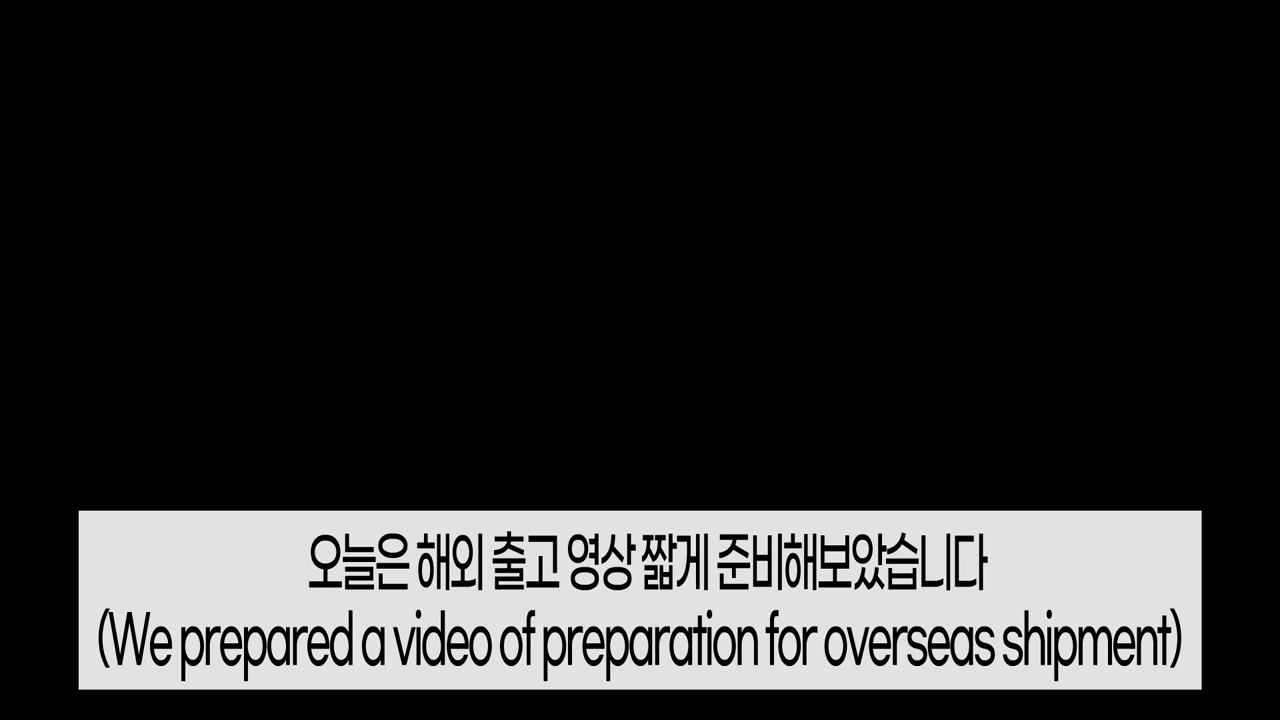 오늘은 해외 출고 영상 짧게 준비해보았습니다
(We prepared a video of preparation for overseas shipment)